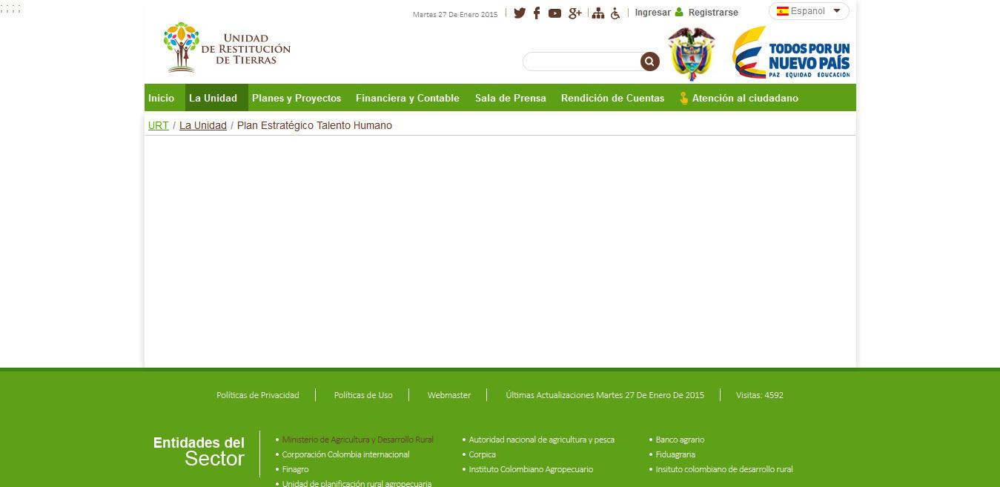 ; ; ; ;
Martes 27 De Enero 2015 Ingresar Registrarse Espanol
UNIDAD
DE RESTITUCIÓN
DE TIERRAS
TODOS POR UN
NUEVO PAÍS
PAZ EQUIDAD EDUCACIÓN
Inicio La Unidad Planes y Proyectos Financiera y Contable Sala de Prensa Rendición de Cuentas Atención al ciudadano
URT / La Unidad / Plan Estratégico Talento Humano
Políticas de Privacidad Políticas de Uso Webmaster Últimas Actualizaciones Martes 27 De Enero De 2015 Visitas: 4592
Entidades del
Sector
• Ministerio de Agricultura y Desarrollo Rural
• Corporación Colombia internacional
• Finagro
• Unidad de planificación rural agropecuaria
• Autoridad nacional de agricultura y pesca
• Corpica
• Instituto Colombiano Agropecuario
• Banco agrario
• Fiduagraria
• Insituto colombiano de desarrollo rural